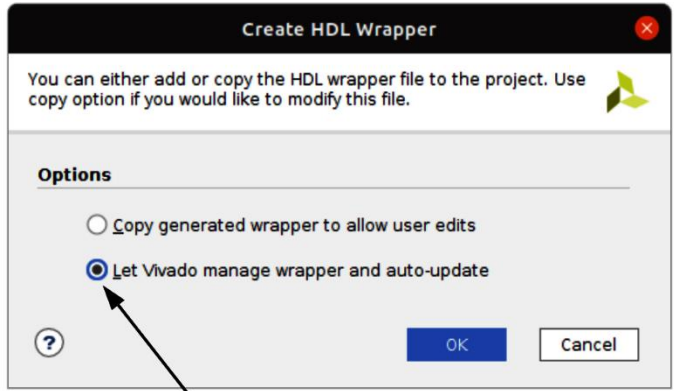 Create HDL Wrapper
You can either add or copy the HDL wrapper file to the project. Use
copy option if you would like to modify this file.
Options
Copy generated wrapper to allow user edits
Let Vivado manage wrapper and auto-update
?
OK
Cancel